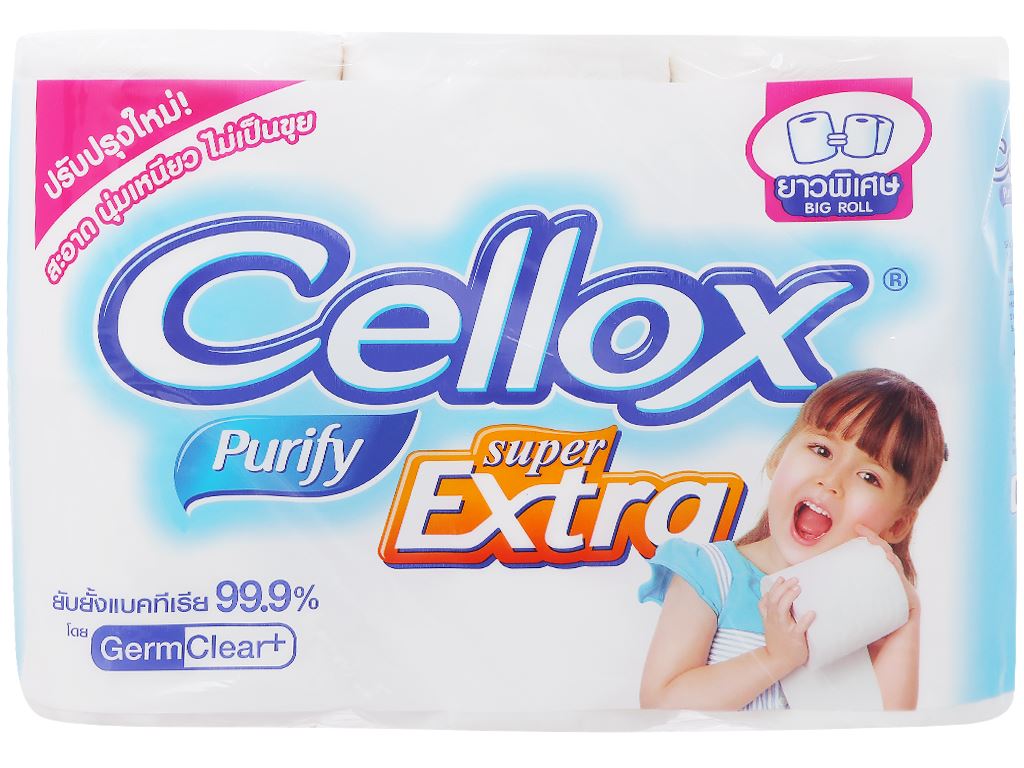 ปรับปรุงใหม่!
สะอาด นุ่มเหนียว ไม่เป็นขุย
ยาวพิเศษ
BIG ROLL
Cellox®
Purify
super
Extra
ยับยั้งแบคทีเรีย 99.9%
โดย GermClear+